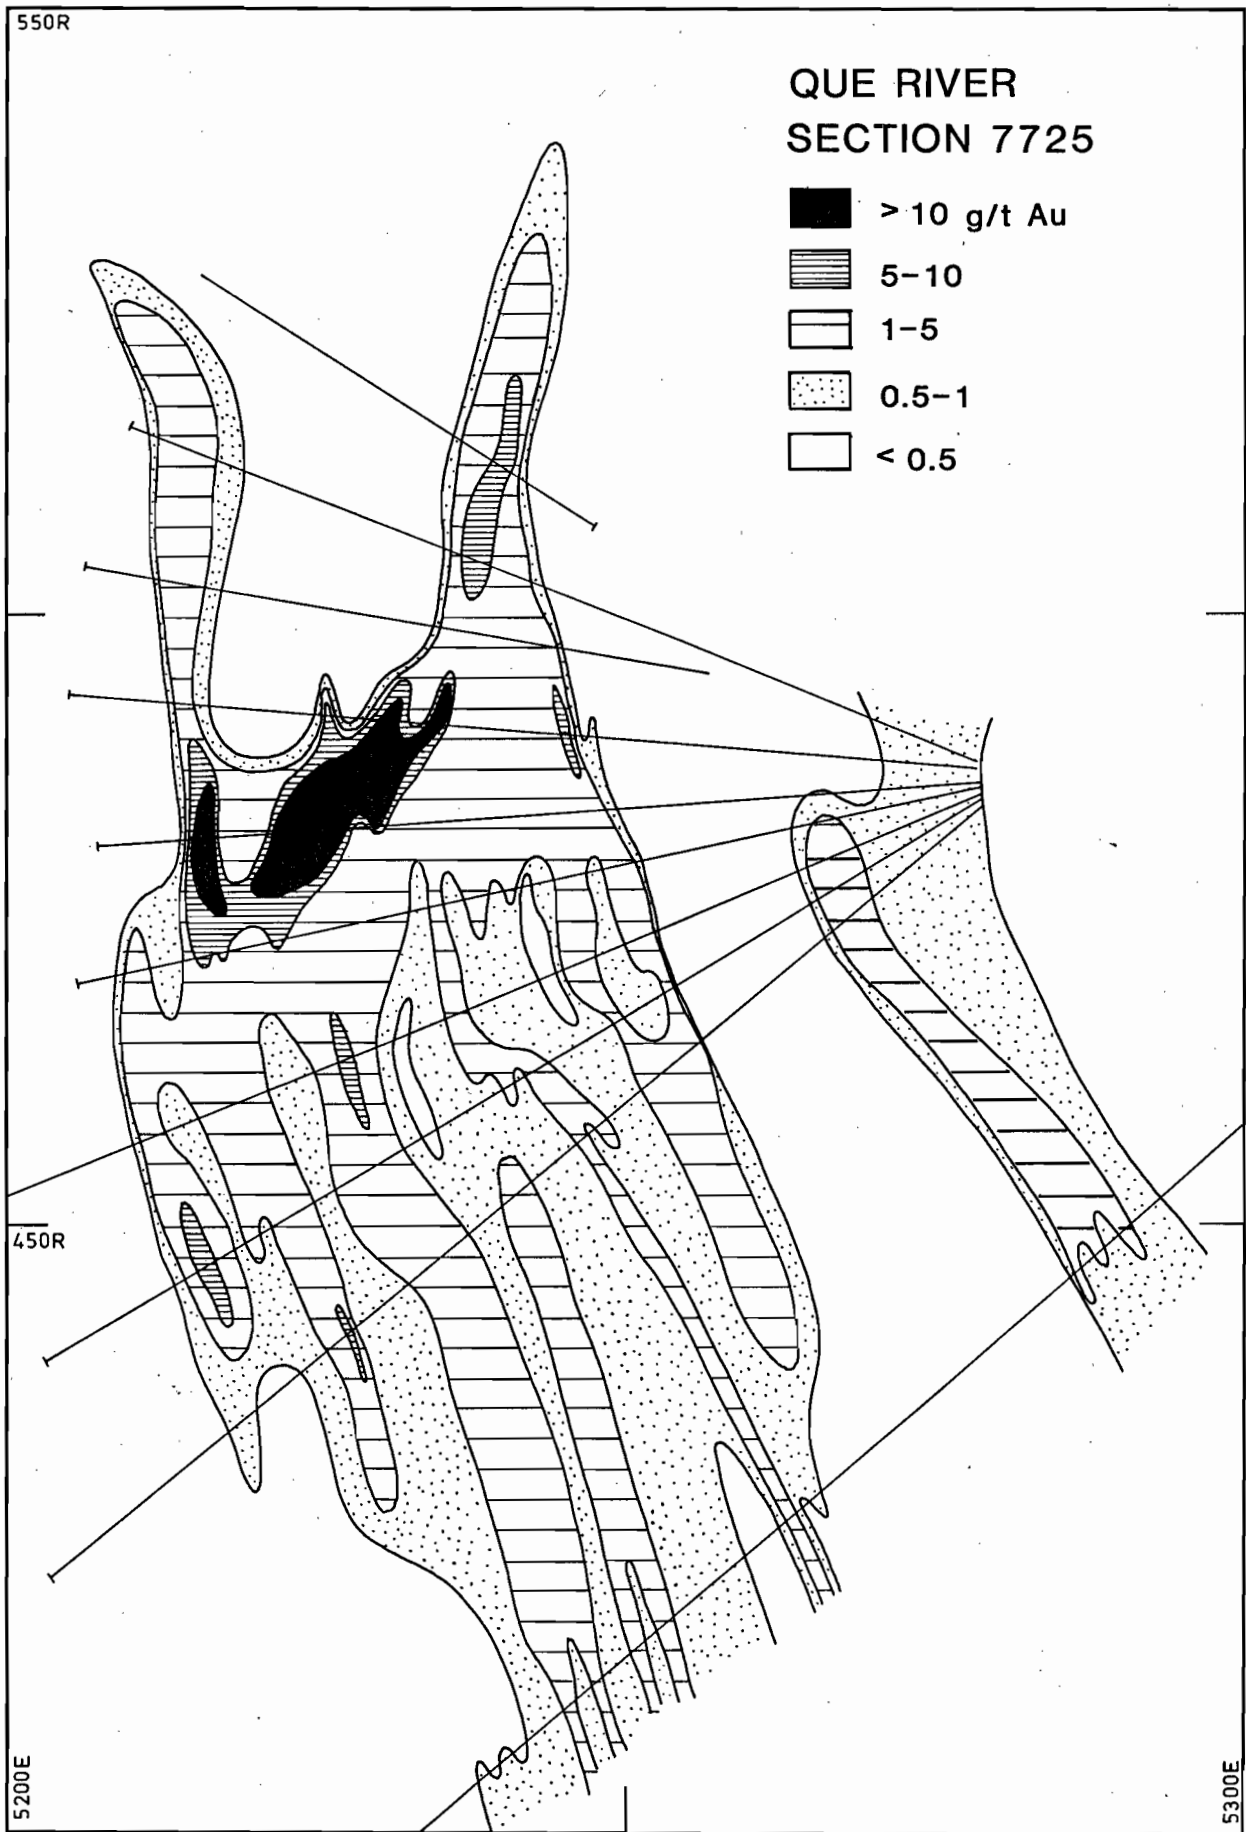 550R
QUE RIVER
SECTION 7725
> 10 g/t Au
5-10
1-5
0.5-1
< 0.5
450R
5200E
5300E